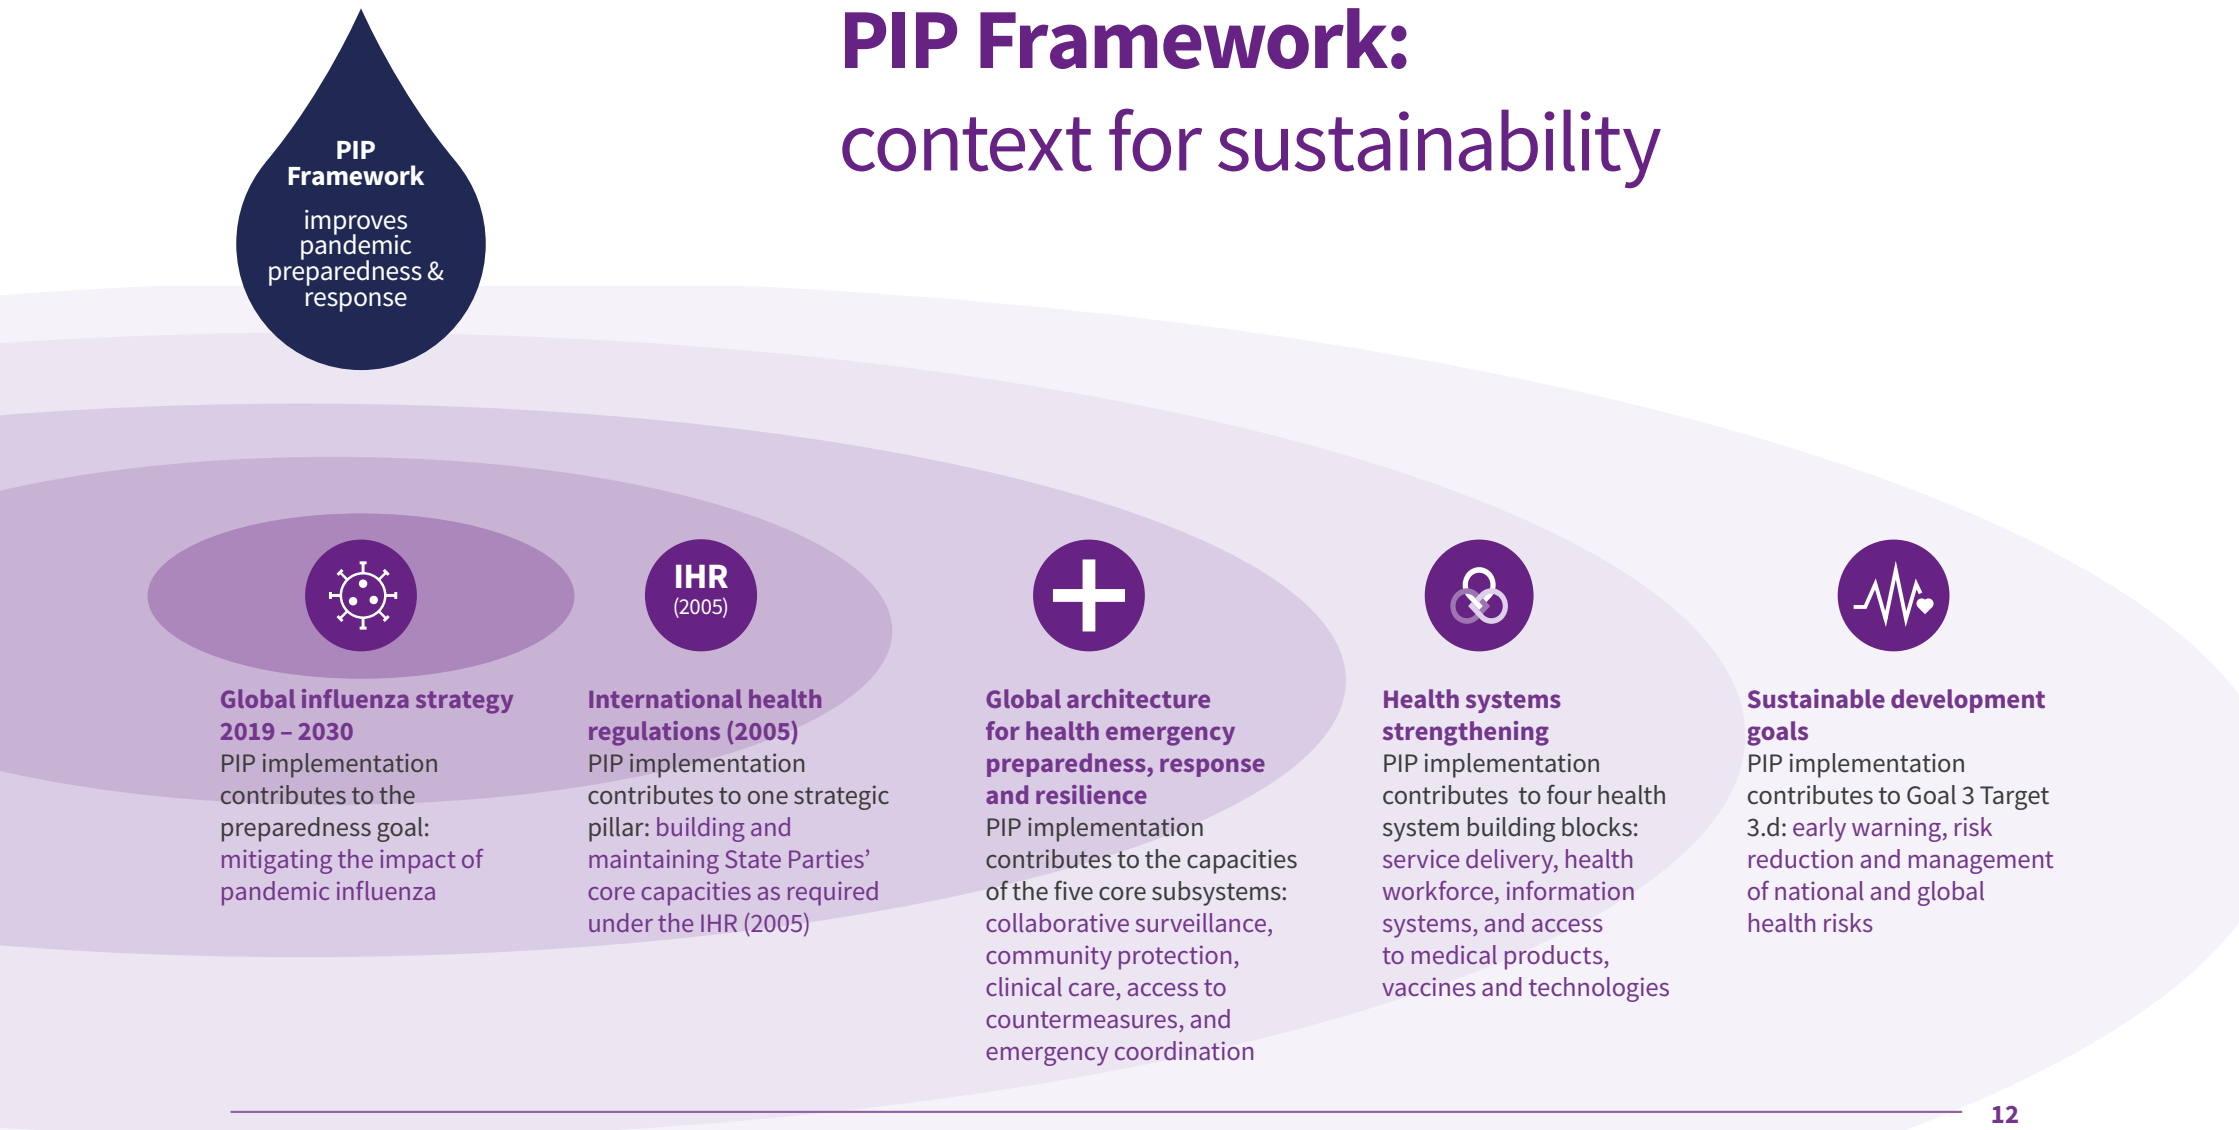 PIP Framework:
context for sustainability
PIP
Framework
improves
pandemic
preparedness &
response
IHR
(2005)
Global influenza strategy
2019 – 2030
PIP implementation
contributes to the
preparedness goal:
mitigating the impact of
pandemic influenza
International health
regulations (2005)
PIP implementation
contributes to one strategic
pillar: building and
maintaining State Parties’
core capacities as required
under the IHR (2005)
Global architecture
for health emergency
preparedness, response
and resilience
PIP implementation
contributes to the capacities
of the five core subsystems:
collaborative surveillance,
community protection,
clinical care, access to
countermeasures, and
emergency coordination
Health systems
strengthening
PIP implementation
contributes to four health
system building blocks:
service delivery, health
workforce, information
systems, and access
to medical products,
vaccines and technologies
Sustainable development
goals
PIP implementation
contributes to Goal 3 Target
3.d: early warning, risk
reduction and management
of national and global
health risks
12